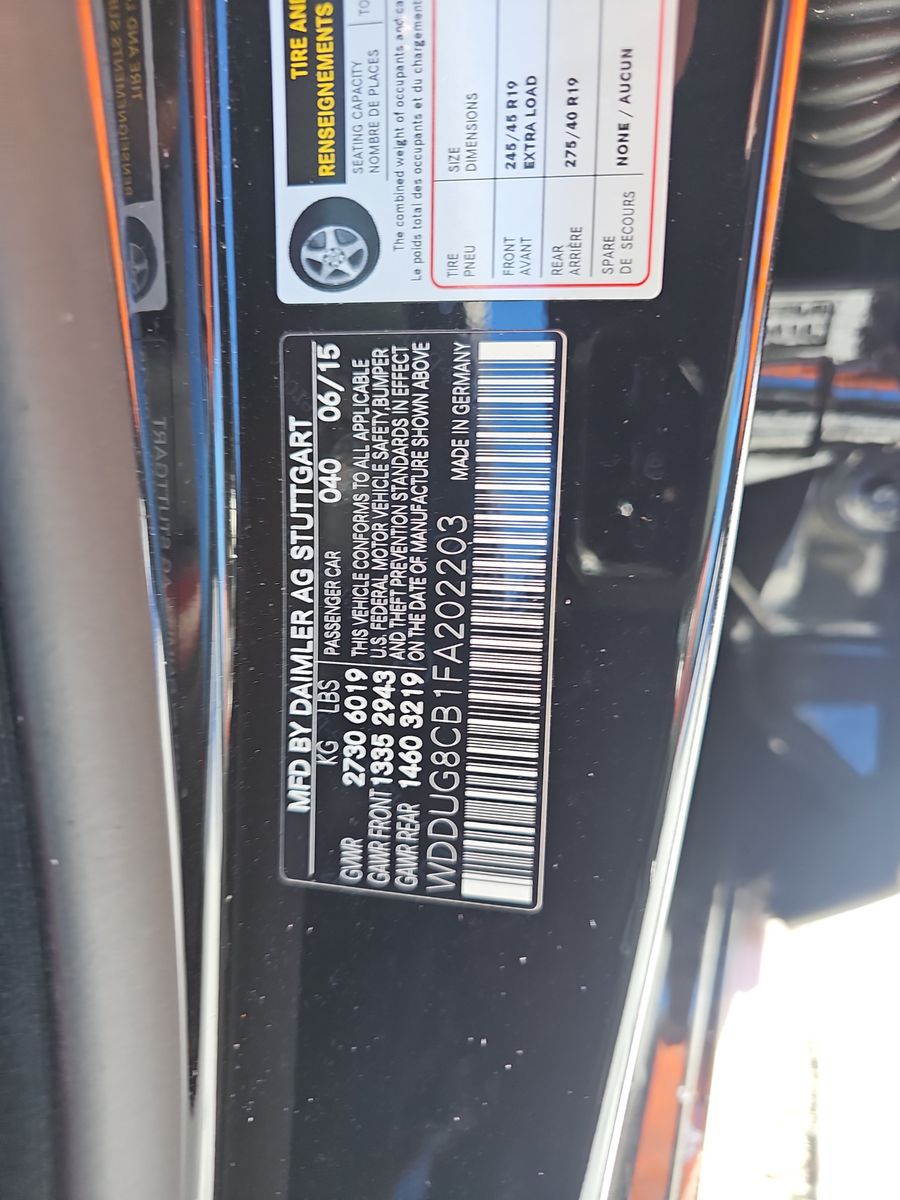 MFD BY DAIMLER AG STUTTGART
KG LBS PASSENGER CAR 040 06/15
GVWR 2730 6019
GAWR FRONT 1335 2943
GAWR REAR 1460 3219
THIS VEHICLE CONFORMS TO ALL APPLICABLE
U.S. FEDERAL MOTOR VEHICLE SAFETY,BUMPER
AND THEFT PREVENTION STANDARDS IN EFFECT
ON THE DATE OF MANUFACTURE SHOWN ABOVE
WDDUG8CB1FA202203 MADE IN GERMANY
TIRE AND
RENSEIGNEMENTS
SEATING CAPACITY
NOMBRE DE PLACES
The combined weight of occupants and
Le poids total des occupants et du chargement
TIRE SIZE
PNEU DIMENSIONS
FRONT 245/45 R19
AVANT EXTRA LOAD
REAR 275/40 R19
ARRIÈRE
SPARE NONE / AUCUN
DE SECOURS